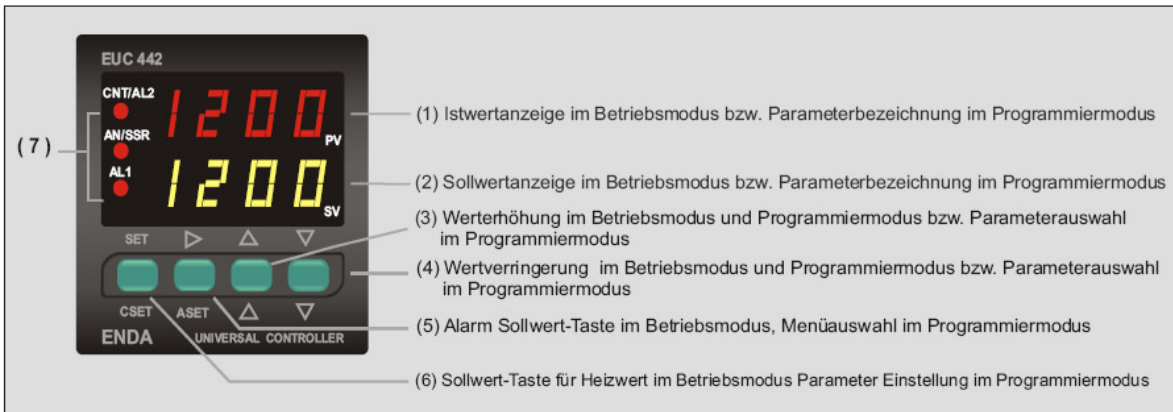 EUC 442
CNT/AL2
1200
PV
AN/SSR
AL1
1200
SV
SET
CSET ASET
ENDA UNIVERSAL CONTROLLER
( 7 )
(1) Istwertanzeige im Betriebsmodus bzw. Parameterbezeichnung im Programmiermodus
(2) Sollwertanzeige im Betriebsmodus bzw. Parameterbezeichnung im Programmiermodus
(3) Werterhöhung im Betriebsmodus und Programmiermodus bzw. Parameterauswahl
im Programmiermodus
(4) Wertverringerung im Betriebsmodus und Programmiermodus bzw. Parameterauswahl
im Programmiermodus
(5) Alarm Sollwert-Taste im Betriebsmodus, Menüauswahl im Programmiermodus
(6) Sollwert-Taste für Heizwert im Betriebsmodus Parameter Einstellung im Programmiermodus